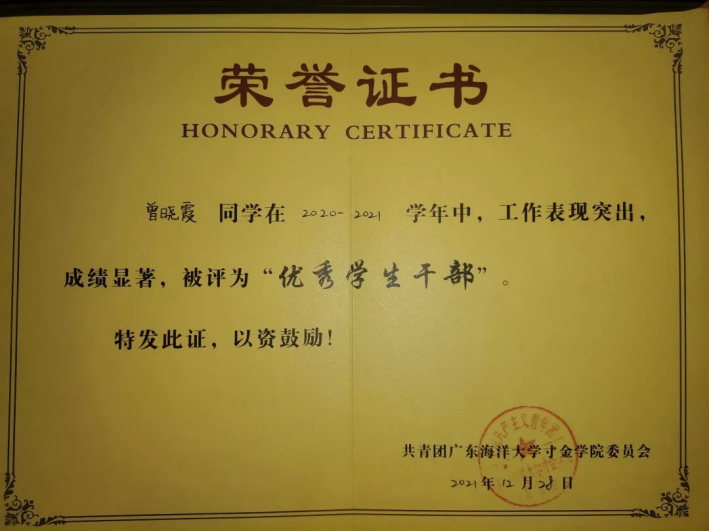 荣誉证书
HONORARY CERTIFICATE
曾晓霞 同学在 2020-2021 学年中，工作表现突出，
成绩显著，被评为“优秀学生干部”。
特发此证，以资鼓励！
共青团广东海洋大学寸金学院委员会
2021年12月28日